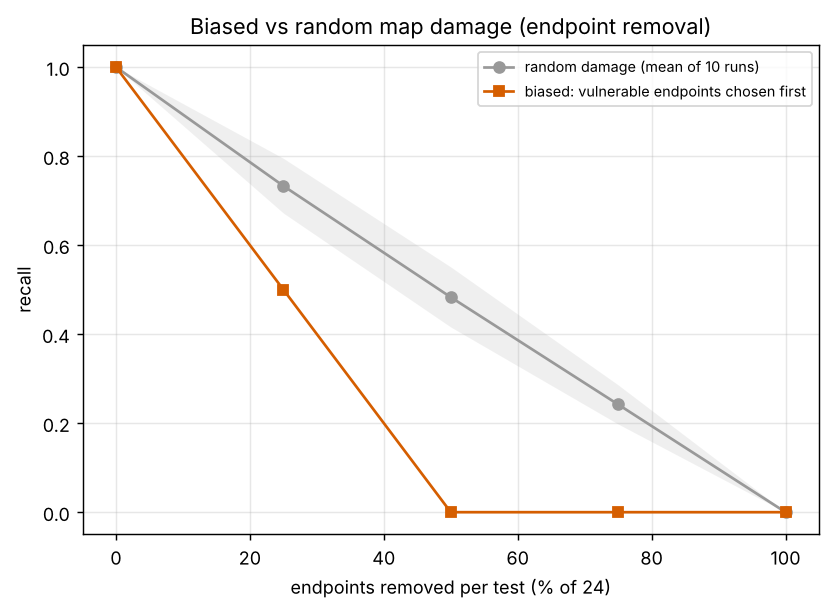 Biased vs random map damage (endpoint removal)
random damage (mean of 10 runs)
biased: vulnerable endpoints chosen first
1.0
0.8
0.6
0.4
0.2
0.0
recall
0 20 40 60 80 100
endpoints removed per test (% of 24)